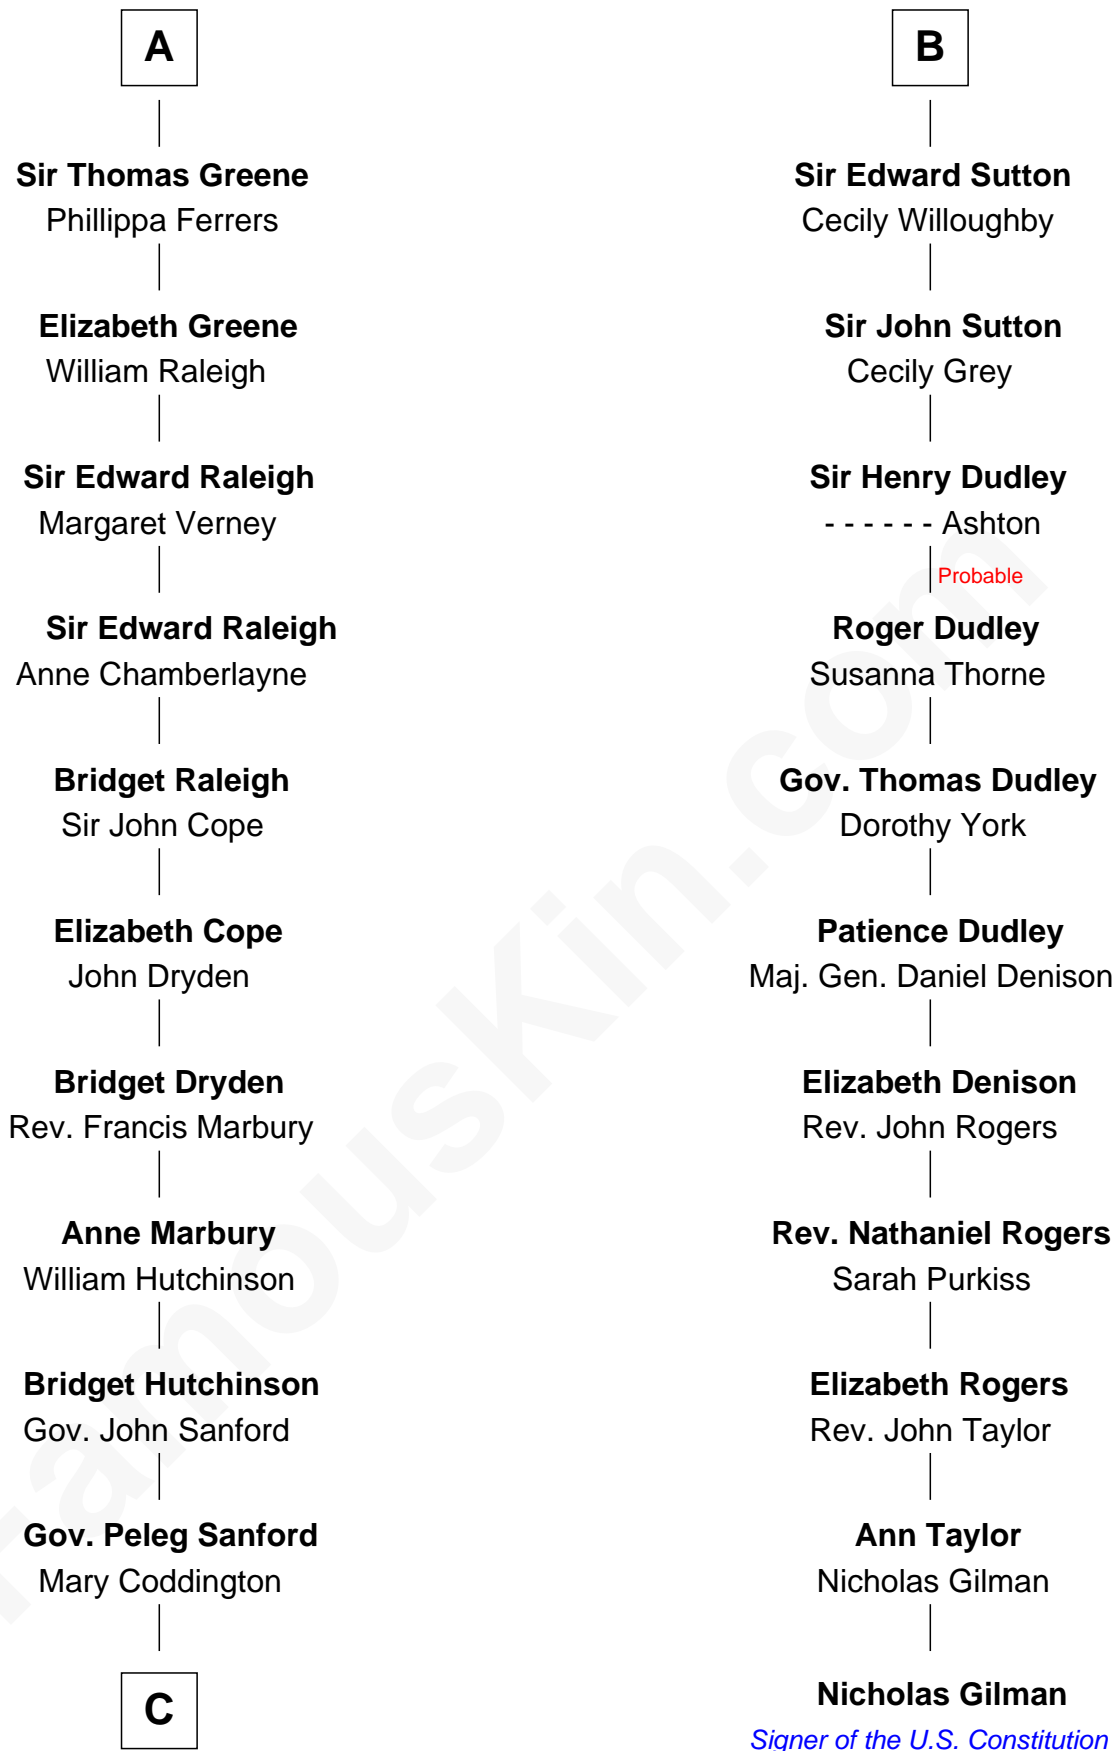 A
Sir Thomas Greene
Phillippa Ferrers
Elizabeth Greene
William Raleigh
Sir Edward Raleigh
Margaret Verney
Sir Edward Raleigh
Anne Chamberlayne
Bridget Raleigh
Sir John Cope
Elizabeth Cope
John Dryden
Bridget Dryden
Rev. Francis Marbury
Anne Marbury
William Hutchinson
Bridget Hutchinson
Gov. John Sanford
Gov. Peleg Sanford
Mary Coddington
C
B
Sir Edward Sutton
Cecily Willoughby
Sir John Sutton
Cecily Grey
Sir Henry Dudley
- - - - - - Ashton
Probable
Roger Dudley
Susanna Thorne
Gov. Thomas Dudley
Dorothy York
Patience Dudley
Maj. Gen. Daniel Denison
Elizabeth Denison
Rev. John Rogers
Rev. Nathaniel Rogers
Sarah Purkiss
Elizabeth Rogers
Rev. John Taylor
Ann Taylor
Nicholas Gilman
Nicholas Gilman
Signer of the U.S. Constitution
FamousKin.com